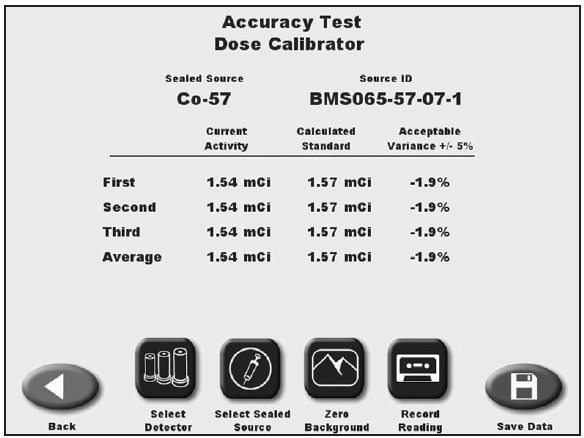 Accuracy Test
Dose Calibrator
Sealed Source Source ID
Co-57 BMS065-57-07-1
Current Calculated Acceptable
Activity Standard Variance +/- 5%
First 1.54 mCi 1.57 mCi -1.9%
Second 1.54 mCi 1.57 mCi -1.9%
Third 1.54 mCi 1.57 mCi -1.9%
Average 1.54 mCi 1.57 mCi -1.9%
Select Select Sealed Zero Record
Back Detector Source Background Reading Save Data